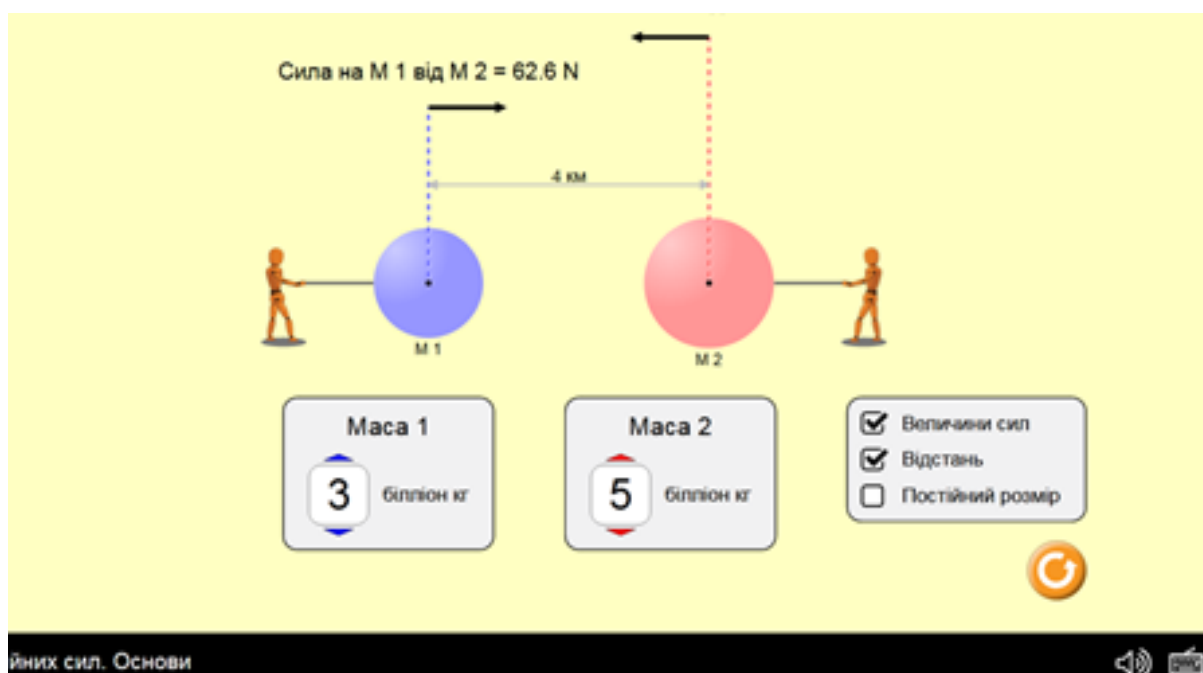 Сила на М 1 від М 2 = 62.6 N
4 км
М 1
М 2
Маса 1
3 білліон кг
Маса 2
5 білліон кг
Величини сил
Відстань
Постійний розмір
йних сил. Основи